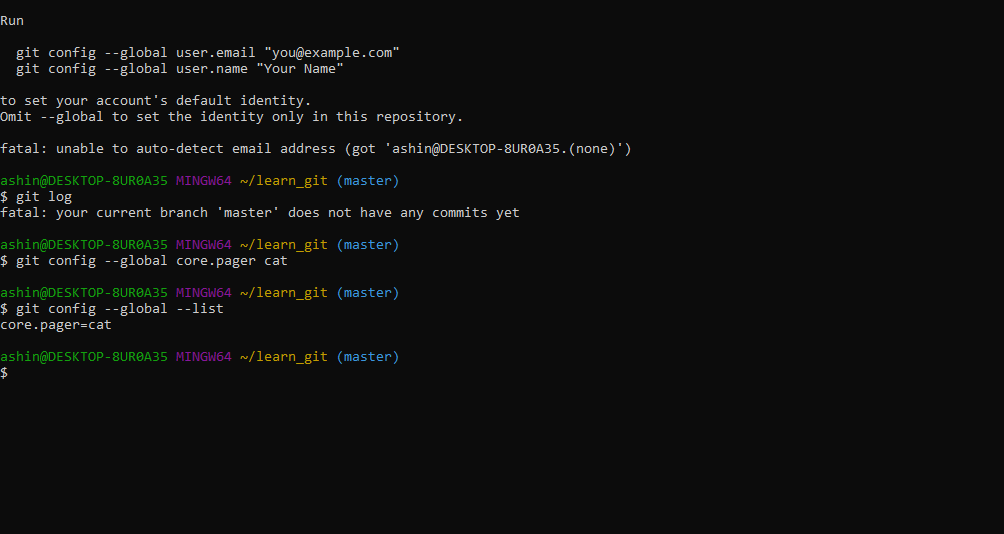 Run
  git config --global user.email "you@example.com"
  git config --global user.name "Your Name"
to set your account's default identity.
Omit --global to set the identity only in this repository.
fatal: unable to auto-detect email address (got 'ashin@DESKTOP-8UR0A35.(none)')
ashin@DESKTOP-8UR0A35 MINGW64 ~/learn_git (master)
$ git log
fatal: your current branch 'master' does not have any commits yet
ashin@DESKTOP-8UR0A35 MINGW64 ~/learn_git (master)
$ git config --global core.pager cat
ashin@DESKTOP-8UR0A35 MINGW64 ~/learn_git (master)
$ git config --global --list
core.pager=cat
ashin@DESKTOP-8UR0A35 MINGW64 ~/learn_git (master)
$